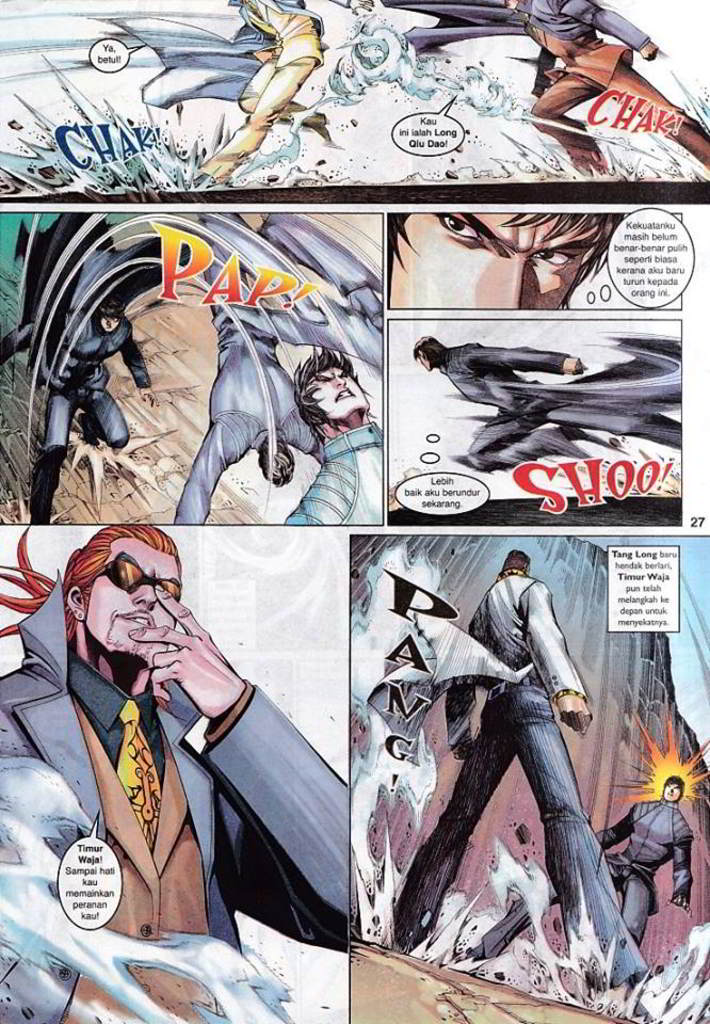 Ya,
betul!
CHAK!
Kau
ini ialah Long
Qiu Dao!
CHAK!
PAP!
Kekuatanku
masih belum
benar-benar pulih
seperti biasa
kerana aku baru
turun kepada
orang ini.
Lebih
baik aku berundur
sekarang.
SHOO!
27
Timur
Waja!
Sampai hati
kau
memainkan
peranan
kau!
PANG!
Tang Long baru
hendak berlari,
Timur Waja
pun telah
melangkah ke
depan untuk
menyekatnya.